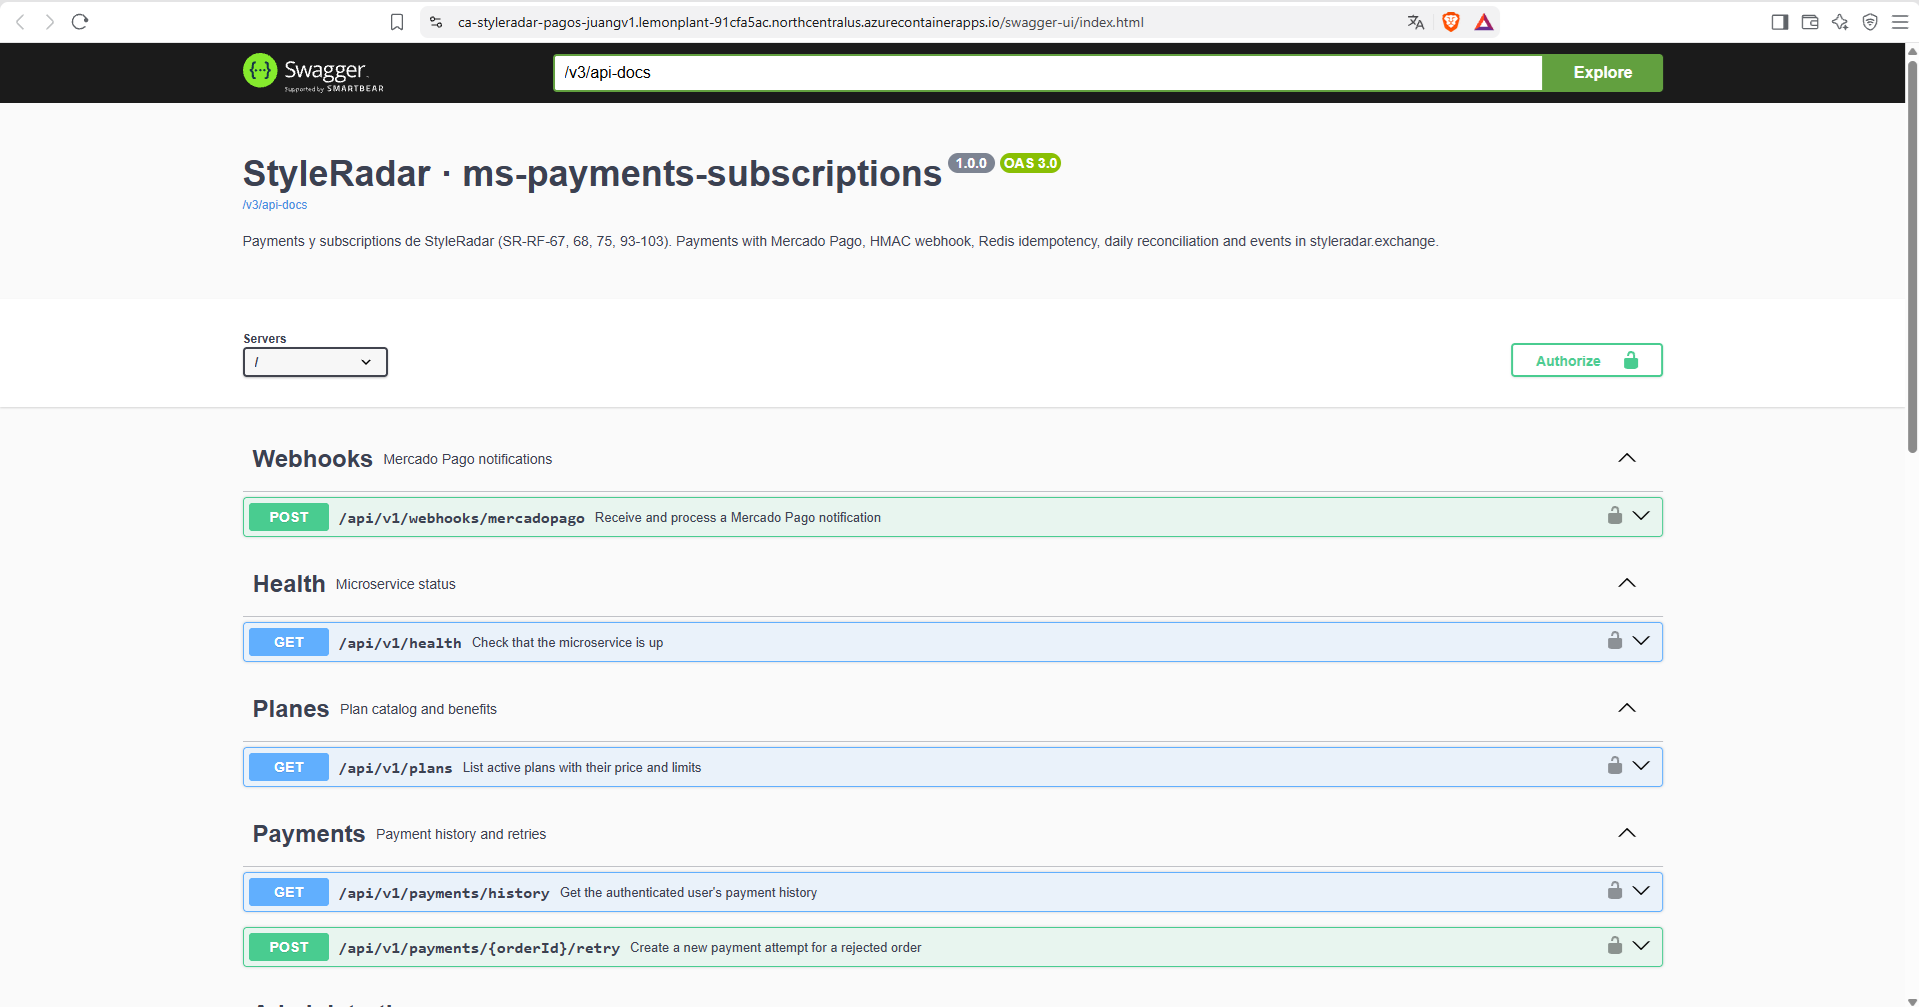 ca-styleradar-pagos-juangv1.lemonplant-91cfa5ac.northcentralus.azurecontainerapps.io/swagger-ui/index.html
Swagger.
Supported by SMARTBEAR
/v3/api-docs
Explore
StyleRadar · ms-payments-subscriptions 1.0.0 OAS 3.0
/v3/api-docs
Payments y subscriptions de StyleRadar (SR-RF-67, 68, 75, 93-103). Payments with Mercado Pago, HMAC webhook, Redis idempotency, daily reconciliation and events in styleradar.exchange.
Servers
/
Authorize
Webhooks Mercado Pago notifications
POST /api/v1/webhooks/mercadopago Receive and process a Mercado Pago notification
Health Microservice status
GET /api/v1/health Check that the microservice is up
Planes Plan catalog and benefits
GET /api/v1/plans List active plans with their price and limits
Payments Payment history and retries
GET /api/v1/payments/history Get the authenticated user's payment history
POST /api/v1/payments/{orderId}/retry Create a new payment attempt for a rejected order